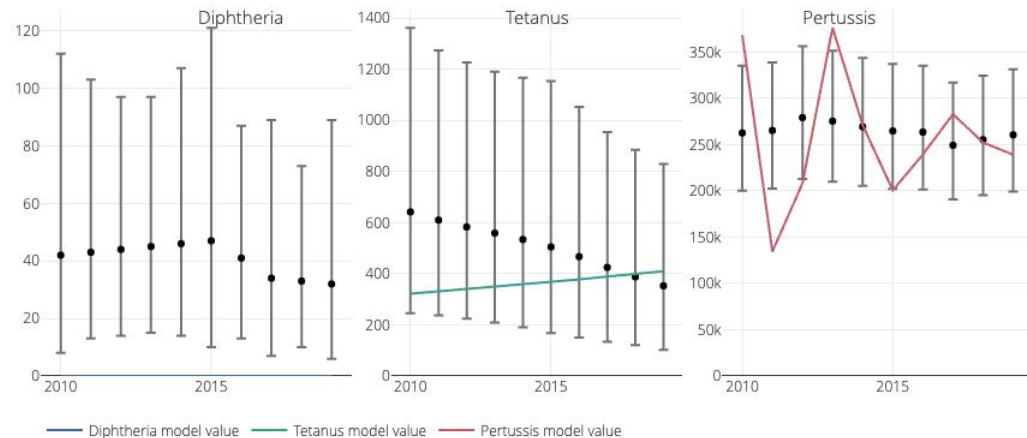 Diphtheria
120
100
80
60
40
20
0
2010 2015
Tetanus
1400
1200
1000
800
600
400
200
0
2010 2015
Pertussis
350k
300k
250k
200k
150k
100k
50k
0
2010 2015
Diphtheria model value Tetanus model value Pertussis model value